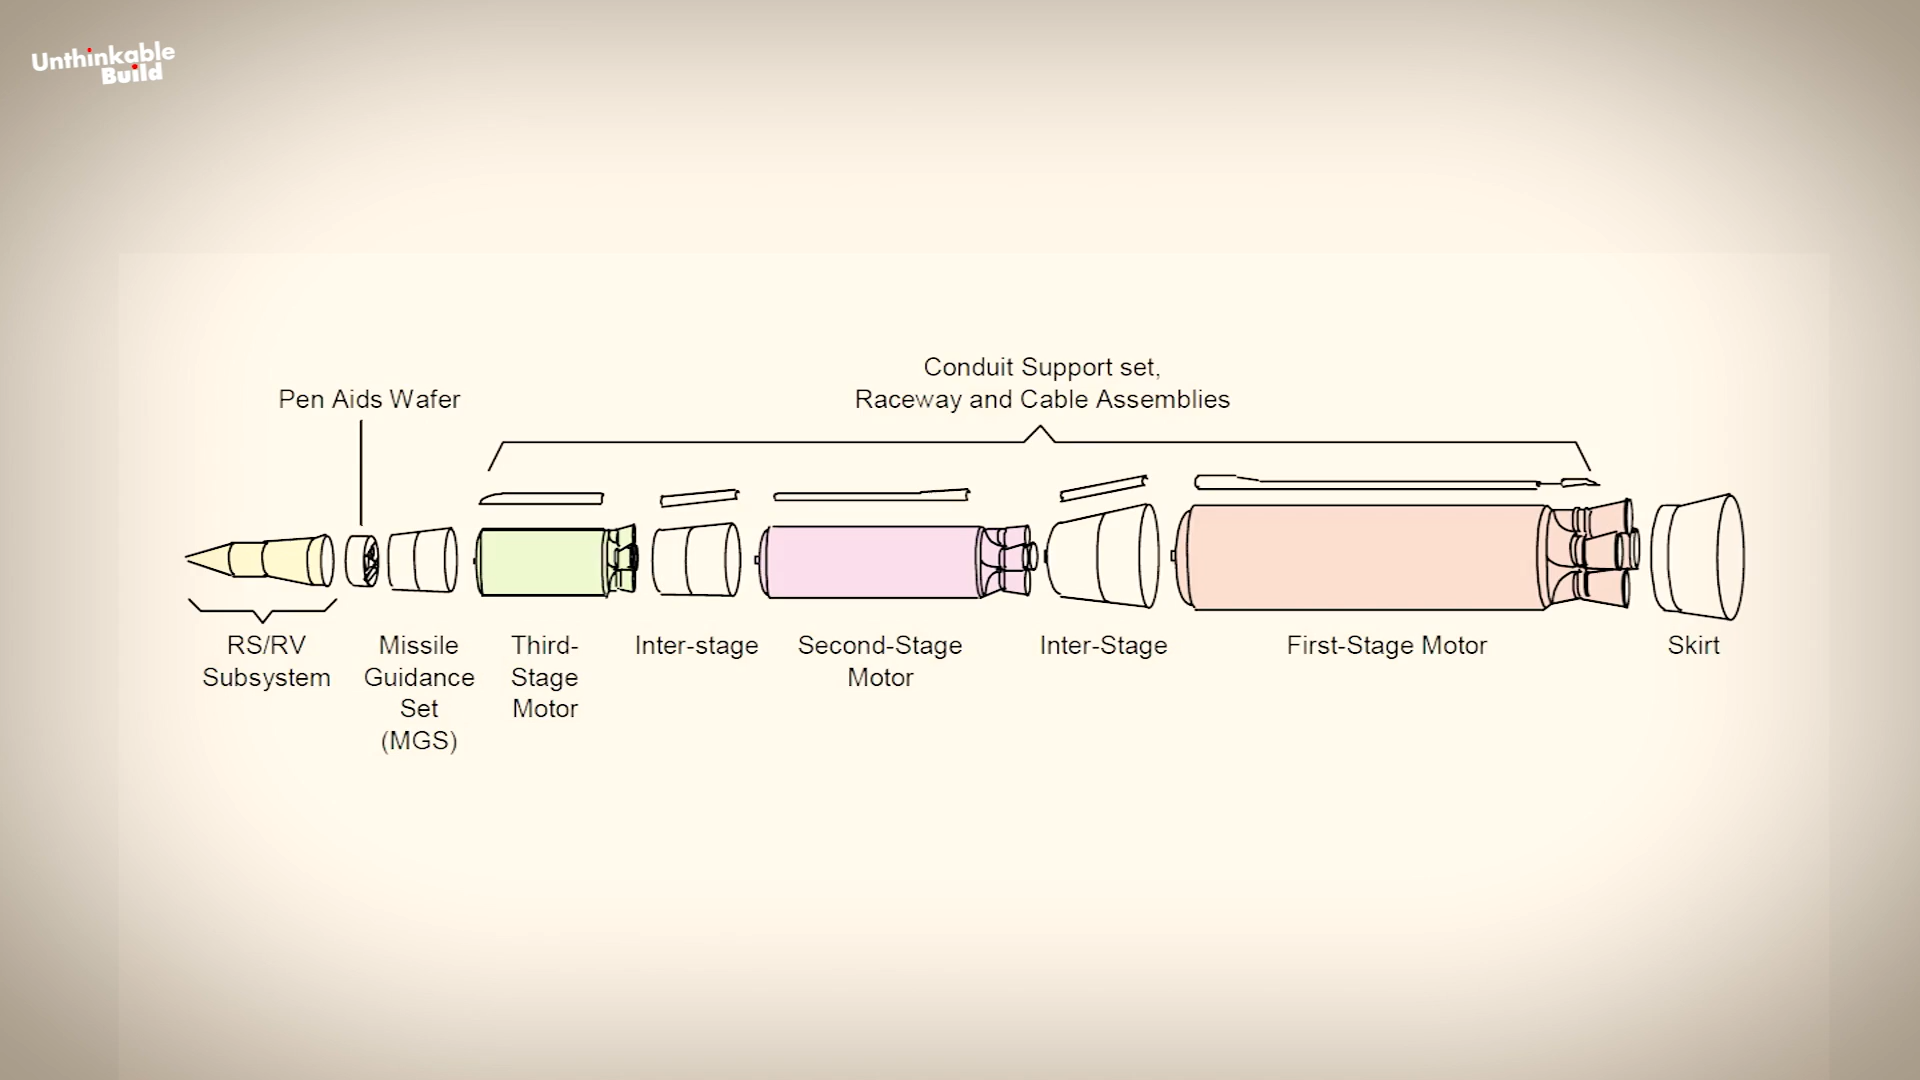 Unthinkable
Build
Conduit Support set,
Raceway and Cable Assemblies
Pen Aids Wafer
RS/RV
Subsystem
Missile
Guidance
Set
(MGS)
Third-
Stage
Motor
Inter-stage
Second-Stage
Motor
Inter-Stage
First-Stage Motor
Skirt